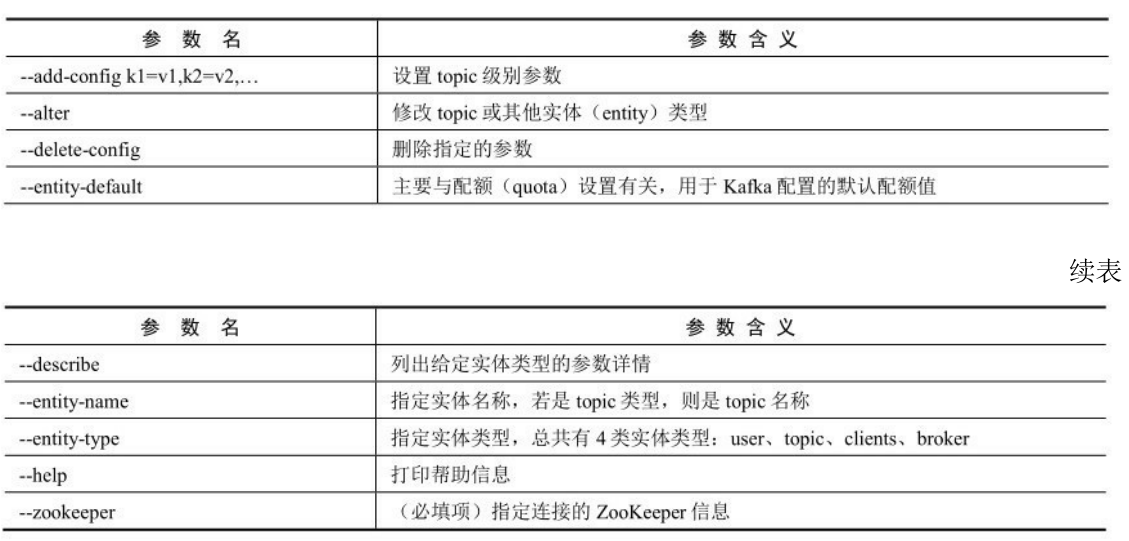 参 数 名 参 数 含 义
--add-config k1=v1,k2=v2,… 设置 topic 级别参数
--alter 修改 topic 或其他实体（entity）类型
--delete-config 删除指定的参数
--entity-default 主要与配额（quota）设置有关，用于 Kafka 配置的默认配额值
续表
参 数 名 参 数 含 义
--describe 列出给定实体类型的参数详情
--entity-name 指定实体名称，若是 topic 类型，则是 topic 名称
--entity-type 指定实体类型，总共有 4 类实体类型：user、topic、clients、broker
--help 打印帮助信息
--zookeeper （必填项）指定连接的 ZooKeeper 信息